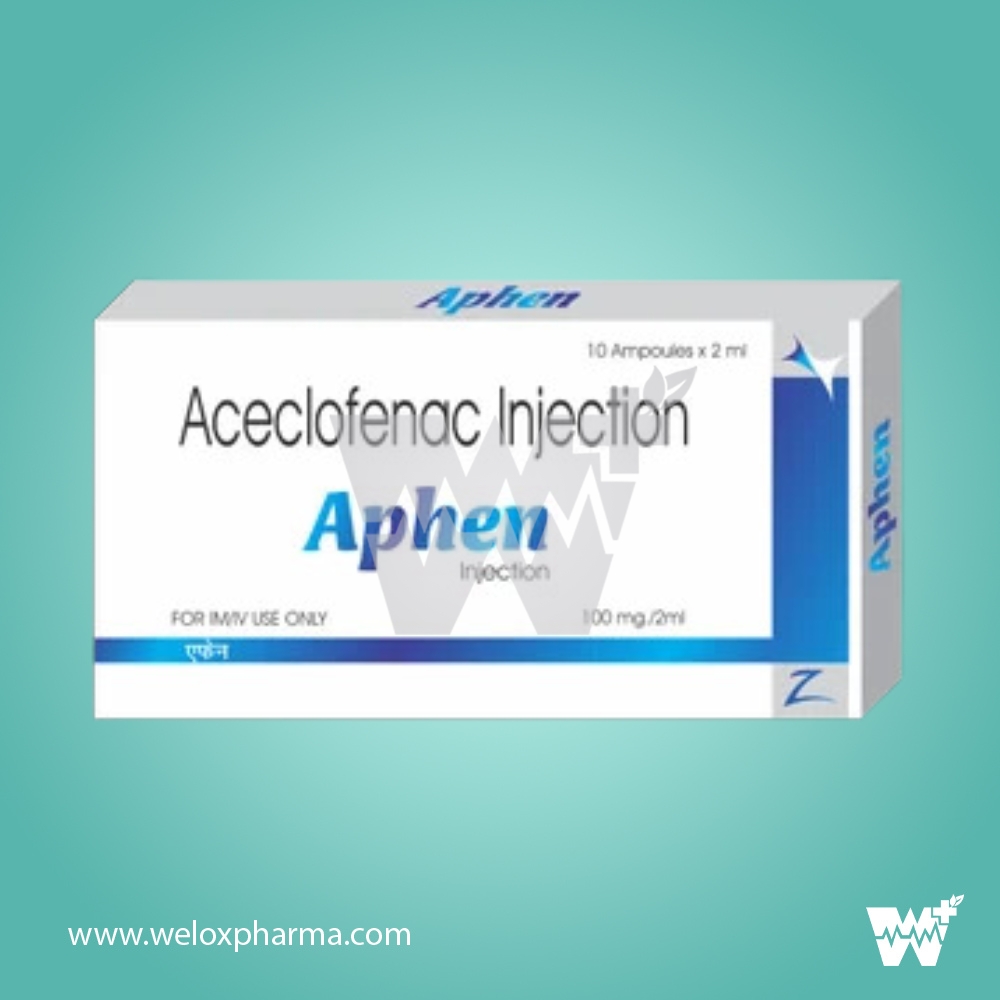 Aphen
10 Ampoules x 2 ml
Aceclofenac Injection
Aphen
Injection
FOR IM/IV USE ONLY
100 mg./2ml
एफेन
Z
Aphen
www.weloxpharma.com
W+